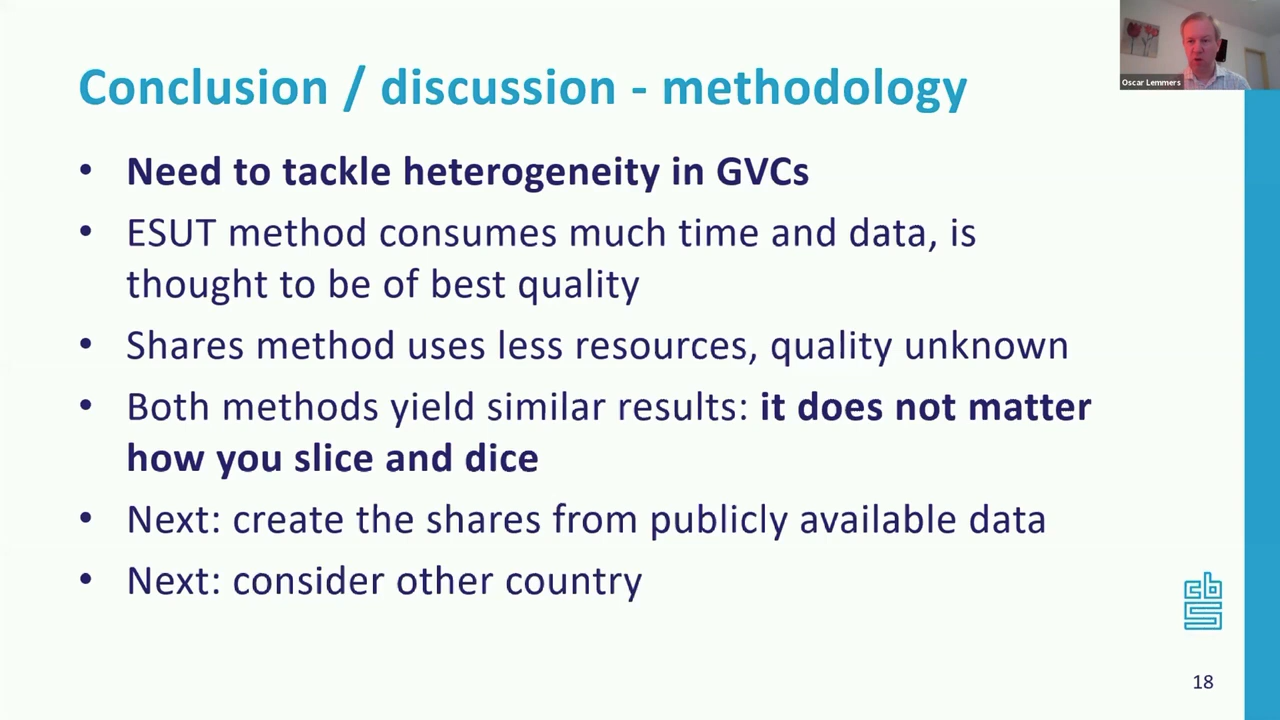 Conclusion / discussion - methodology
Oscar Lemmers
• Need to tackle heterogeneity in GVCs
• ESUT method consumes much time and data, is
thought to be of best quality
• Shares method uses less resources, quality unknown
• Both methods yield similar results: it does not matter
how you slice and dice
• Next: create the shares from publicly available data
• Next: consider other country
cbs
18